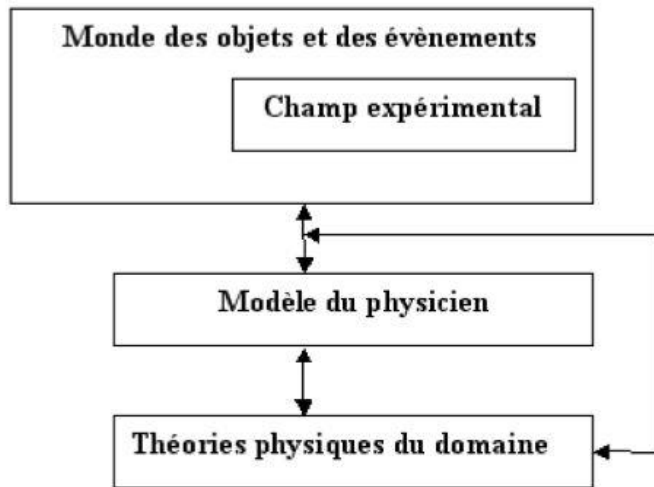 Monde des objets et des évènements
Champ expérimental
Modèle du physicien
Théories physiques du domaine